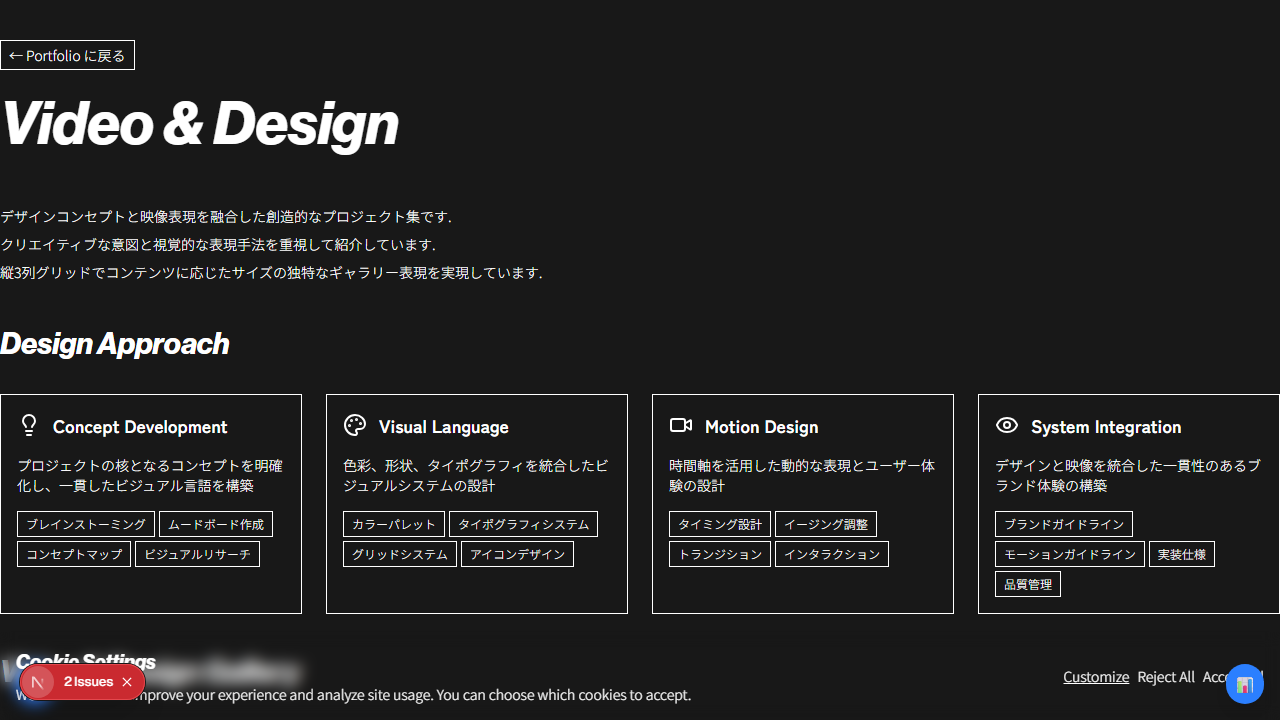 ← Portfolio に戻る
Video & Design
デザインコンセプトと映像表現を融合した創造的なプロジェクト集です.
クリエイティブな意図と視覚的な表現手法を重視して紹介しています.
縦3列グリッドでコンテンツに応じたサイズの独特なギャラリー表現を実現しています.
Design Approach
Concept Development
プロジェクトの核となるコンセプトを明確
化し、一貫したビジュアル言語を構築
ブレインストーミング ムードボード作成
コンセプトマップ ビジュアルリサーチ
Visual Language
色彩、形状、タイポグラフィを統合したビ
ジュアルシステムの設計
カラーパレット タイポグラフィシステム
グリッドシステム アイコンデザイン
Motion Design
時間軸を活用した動的な表現とユーザー体
験の設計
タイミング設計 イージング調整
トランジション インタラクション
System Integration
デザインと映像を統合した一貫性のあるブ
ランド体験の構築
ブランドガイドライン
モーションガイドライン 実装仕様
品質管理
Cookie Settings
2 Issues
improve your experience and analyze site usage. You can choose which cookies to accept.
Customize Reject All